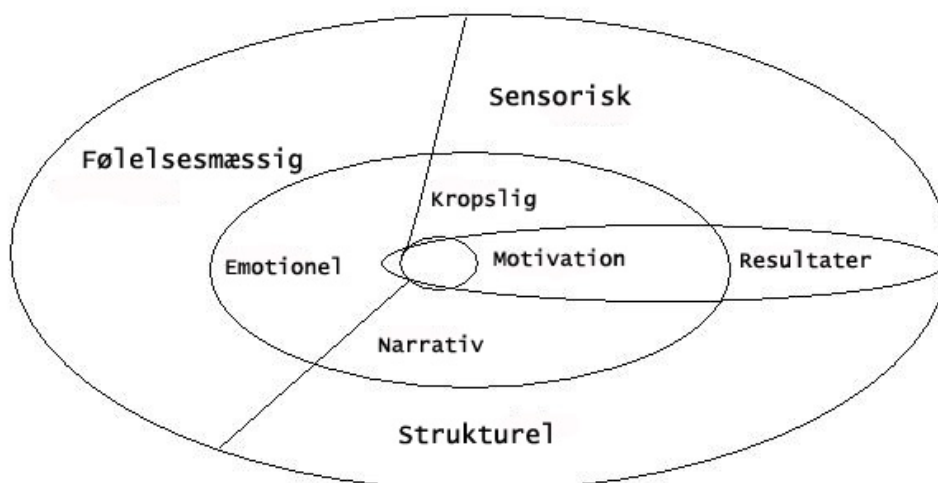 Sensorisk
Følelsesmæssig
Kropslig
Emotionel
Motivation
Resultater
Narrativ
Strukturel